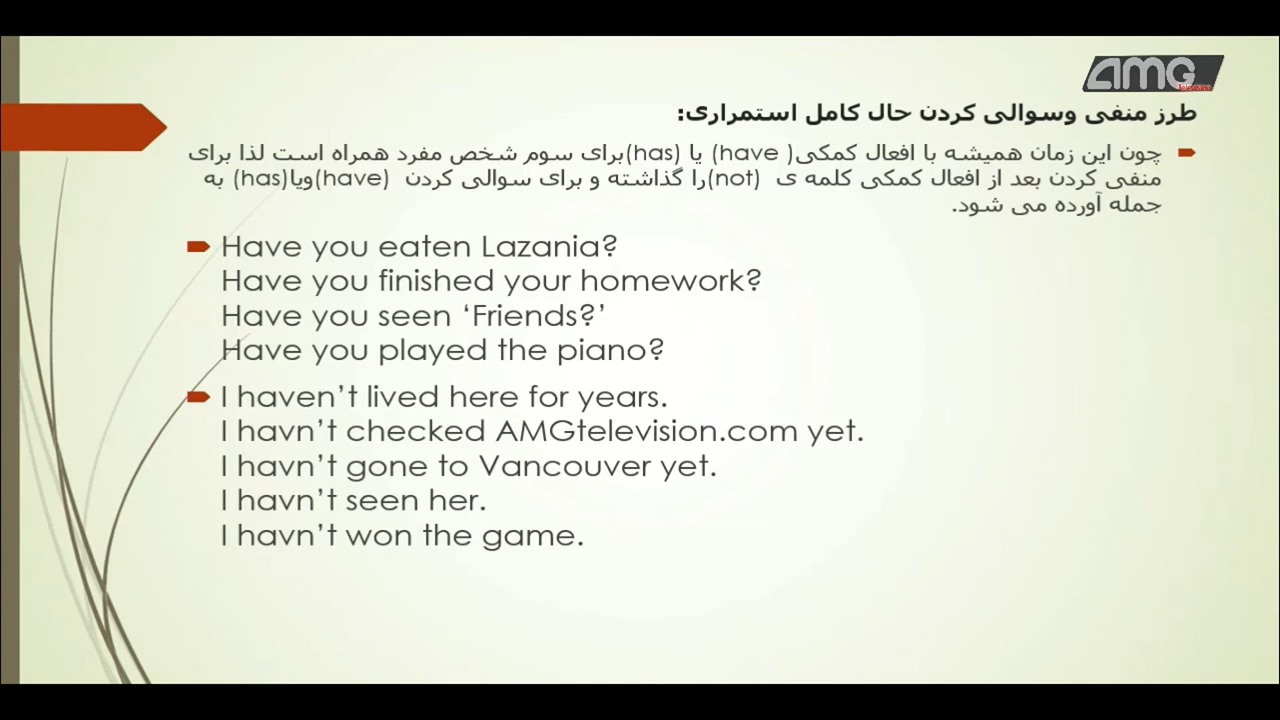 AMG
Television
طرز منفی وسوالی کردن حال کامل استمراری:
چون این زمان همیشه با افعال کمکی( have) یا (has)برای سوم شخص مفرد همراه است لذا برای
منفی کردن بعد از افعال کمکی کلمه ی (not)را گذاشته و برای سوالی کردن (have)ویا(has) به
جمله آورده می شود.
Have you eaten Lazania?
Have you finished your homework?
Have you seen ‘Friends?’
Have you played the piano?
I haven’t lived here for years.
I havn’t checked AMGtelevision.com yet.
I havn’t gone to Vancouver yet.
I havn’t seen her.
I havn’t won the game.